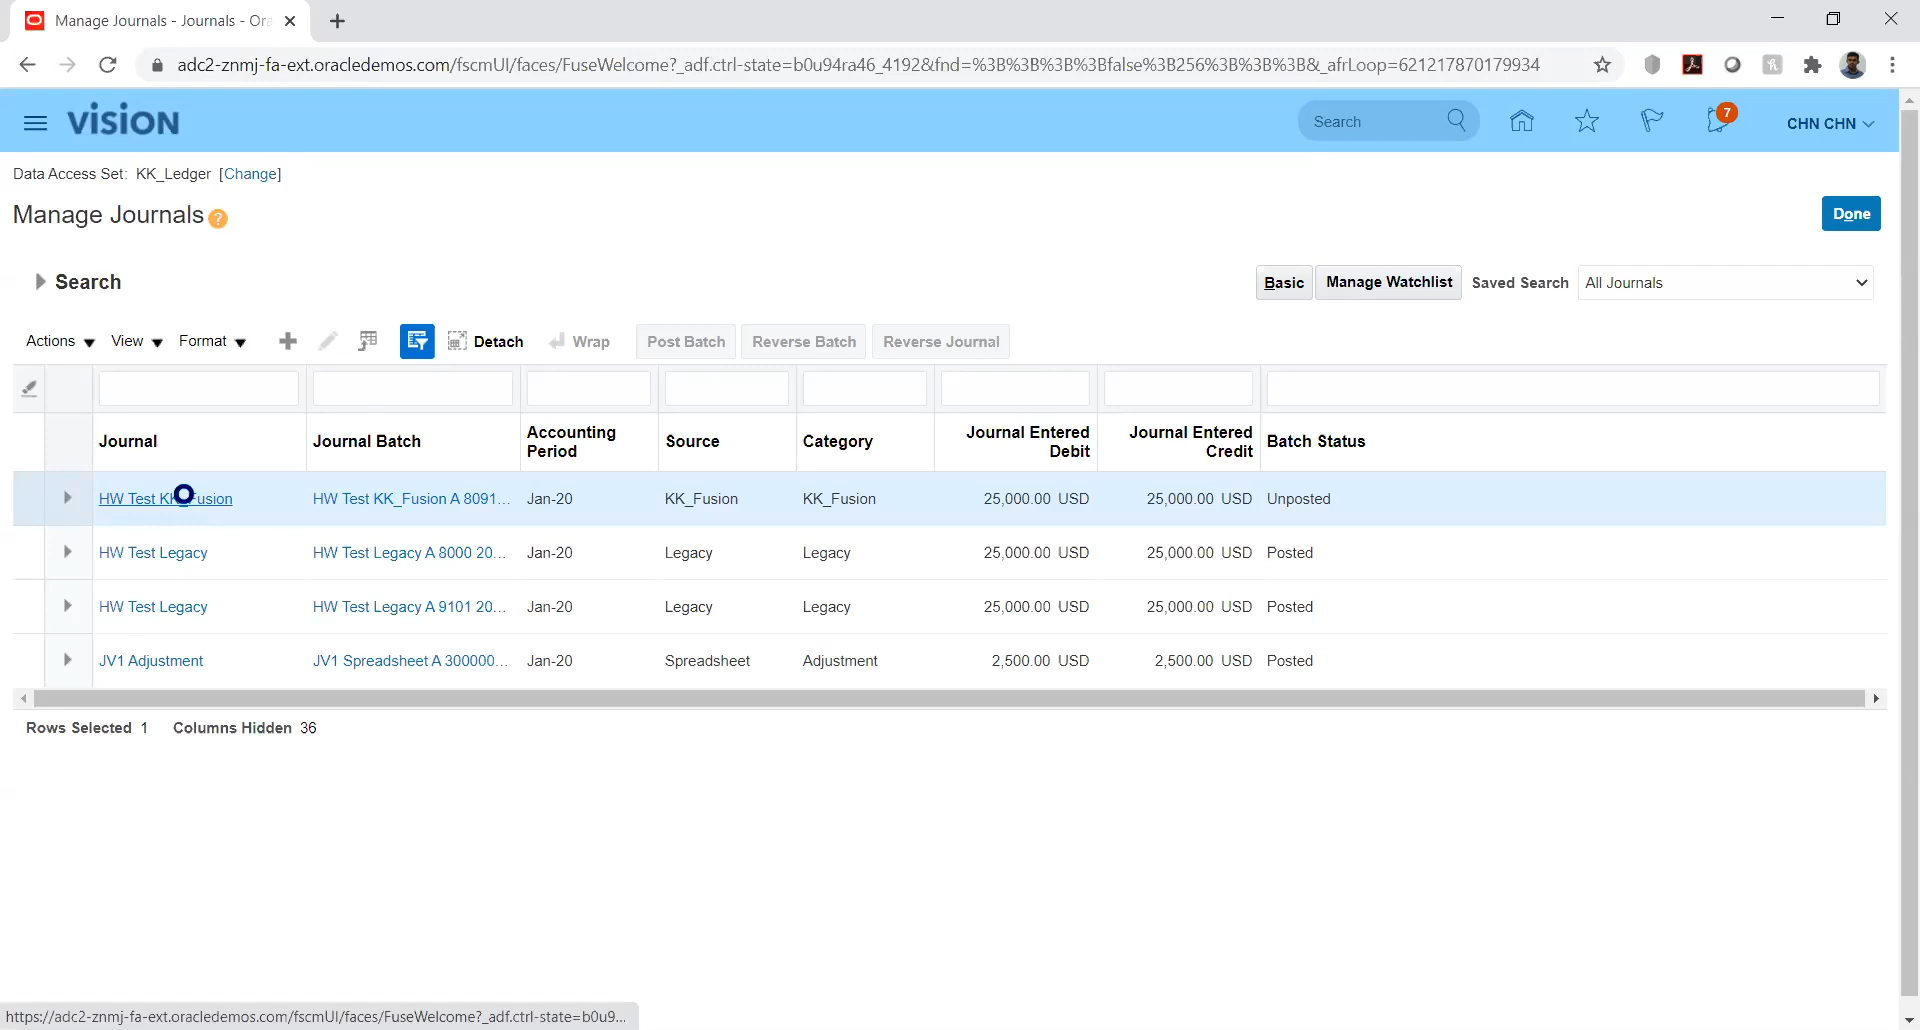 Manage Journals - Journals - Ora
adc2-znmj-fa-ext.oracledemos.com/fscmUI/faces/FuseWelcome?_adf.ctrl-state=b0u94ra46_4192&fnd=%3B%3B%3B%3Bfalse%3B256%3B%3B%3B&_afrLoop=621217870179934
vision
Search
7
CHN CHN
Data Access Set: KK_Ledger [Change]
Manage Journals ?
Done
Search
Basic
Manage Watchlist
Saved Search
All Journals
Actions View Format Detach Wrap Post Batch Reverse Batch Reverse Journal
Journal Journal Batch Accounting Period Source Category Journal Entered Debit Journal Entered Credit Batch Status
HW Test KK_Fusion HW Test KK_Fusion A 8091... Jan-20 KK_Fusion KK_Fusion 25,000.00 USD 25,000.00 USD Unposted
HW Test Legacy HW Test Legacy A 8000 20... Jan-20 Legacy Legacy 25,000.00 USD 25,000.00 USD Posted
HW Test Legacy HW Test Legacy A 9101 20... Jan-20 Legacy Legacy 25,000.00 USD 25,000.00 USD Posted
JV1 Adjustment JV1 Spreadsheet A 300000... Jan-20 Spreadsheet Adjustment 2,500.00 USD 2,500.00 USD Posted
Rows Selected 1 Columns Hidden 36
https://adc2-znmj-fa-ext.oracledemos.com/fscmUI/faces/FuseWelcome?_adf.ctrl-state=b0u9...